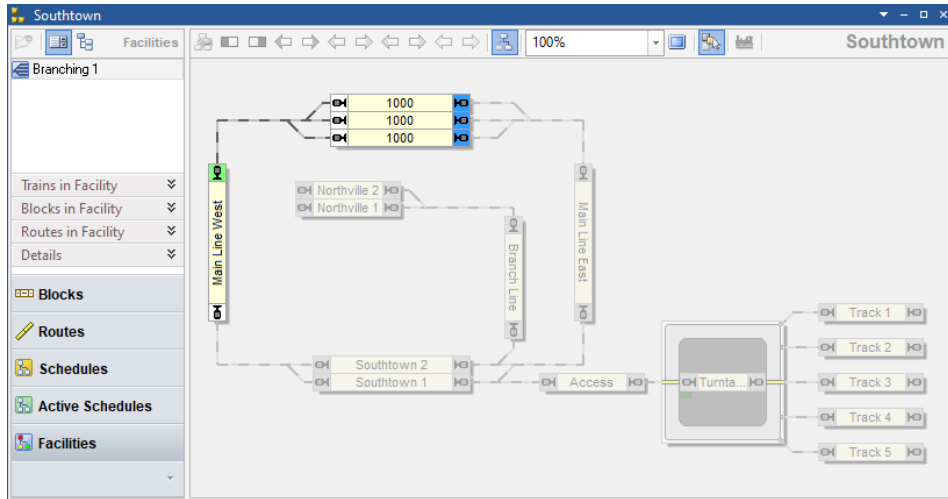 Southtown
Facilities
100%
Southtown
Branching 1
Trains in Facility
Blocks in Facility
Routes in Facility
Details
Blocks
Routes
Schedules
Active Schedules
Facilities
1000
1000
1000
Main Line West
Northville 2
Northville 1
Branch Line
Main Line East
Southtown 2
Southtown 1
Access
Turnta...
Track 1
Track 2
Track 3
Track 4
Track 5